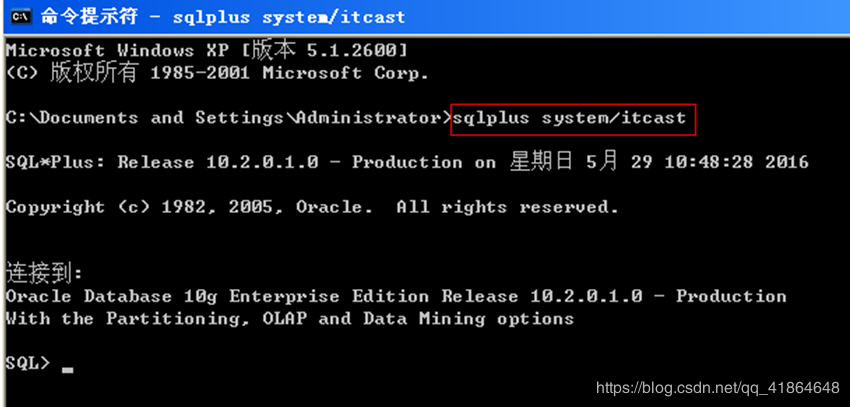 命令提示符 - sqlplus system/itcast
Microsoft Windows XP [版本 5.1.2600]
(C) 版权所有 1985-2001 Microsoft Corp.
C:\Documents and Settings\Administrator>sqlplus system/itcast
SQL*Plus: Release 10.2.0.1.0 - Production on 星期日 5月 29 10:48:28 2016
Copyright (c) 1982, 2005, Oracle.  All rights reserved.
连接到:
Oracle Database 10g Enterprise Edition Release 10.2.0.1.0 - Production
With the Partitioning, OLAP and Data Mining options
SQL> _
https://blog.csdn.net/qq_41864648